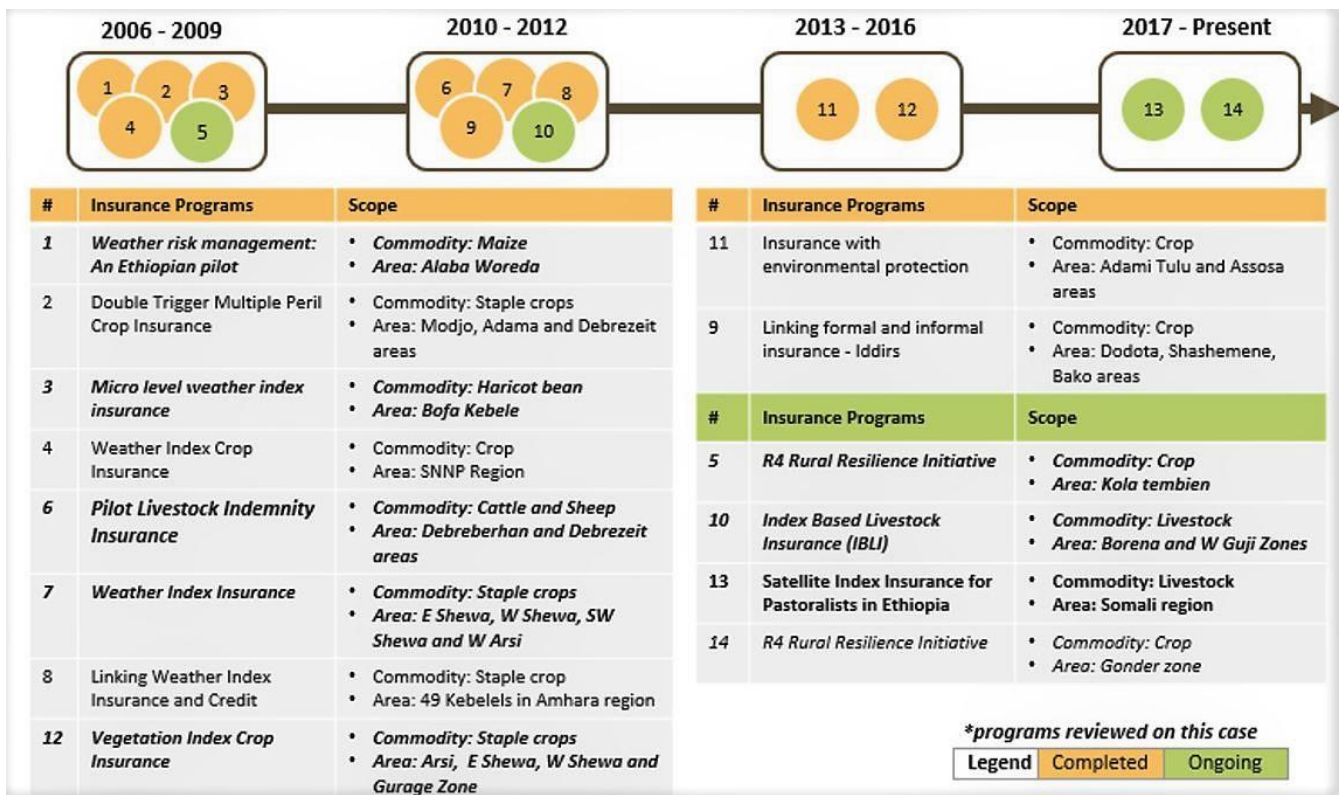 2006 - 2009
2010 - 2012
2013 - 2016
2017 - Present
1
2
3
4
5
6
7
8
9
10
11
12
13
14
# Insurance Programs Scope
1 Weather risk management: • Commodity: Maize
An Ethiopian pilot • Area: Alaba Woreda
2 Double Trigger Multiple Peril • Commodity: Staple crops
Crop Insurance • Area: Modjo, Adama and Debrezeit
areas
3 Micro level weather index • Commodity: Haricot bean
insurance • Area: Bofa Kebele
4 Weather Index Crop • Commodity: Crop
Insurance • Area: SNNP Region
6 Pilot Livestock Indemnity • Commodity: Cattle and Sheep
Insurance • Area: Debreberhan and Debrezeit
areas
7 Weather Index Insurance • Commodity: Staple crops
• Area: E Shewa, W Shewa, SW
Shewa and W Arsi
8 Linking Weather Index • Commodity: Staple crop
Insurance and Credit • Area: 49 Kebelels in Amhara region
12 Vegetation Index Crop • Commodity: Staple crops
Insurance • Area: Arsi, E Shewa, W Shewa and
Gurage Zone
# Insurance Programs Scope
11 Insurance with • Commodity: Crop
environmental protection • Area: Adami Tulu and Assosa
areas
9 Linking formal and informal • Commodity: Crop
insurance - Iddirs • Area: Dodota, Shashemene,
Bako areas
# Insurance Programs Scope
5 R4 Rural Resilience Initiative • Commodity: Crop
• Area: Kola tembien
10 Index Based Livestock • Commodity: Livestock
Insurance (IBLI) • Area: Borena and W Guji Zones
13 Satellite Index Insurance for • Commodity: Livestock
Pastoralists in Ethiopia • Area: Somali region
14 R4 Rural Resilience Initiative • Commodity: Crop
• Area: Gonder zone
*programs reviewed on this case
Legend Completed Ongoing